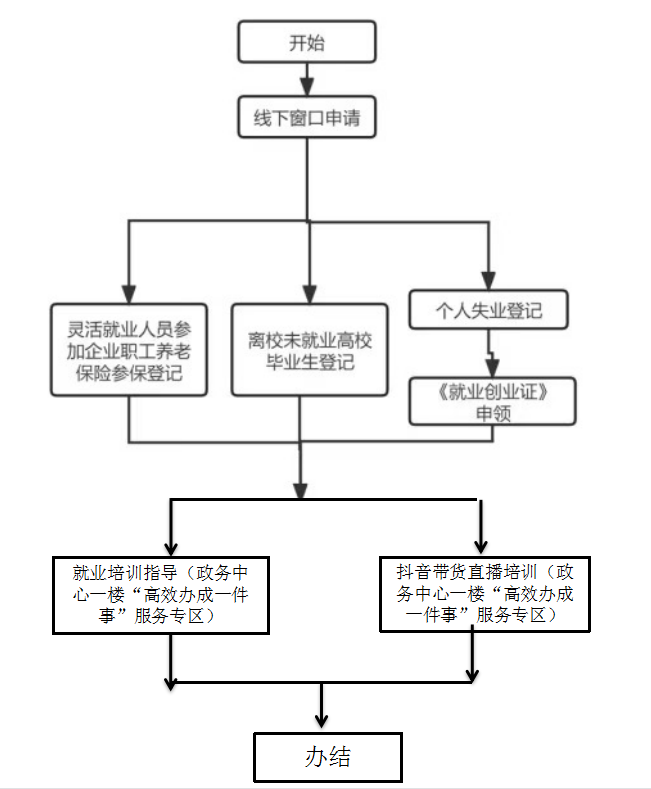 开始
线下窗口申请
灵活就业人员参
加企业职工养老
保险参保登记
离校未就业高校
毕业生登记
个人失业登记
《就业创业证》
申领
就业培训指导（政务中
心一楼“高效办成一件
事”服务专区）
抖音带货直播培训（政
务中心一楼“高效办成
一件事”服务专区）
办结